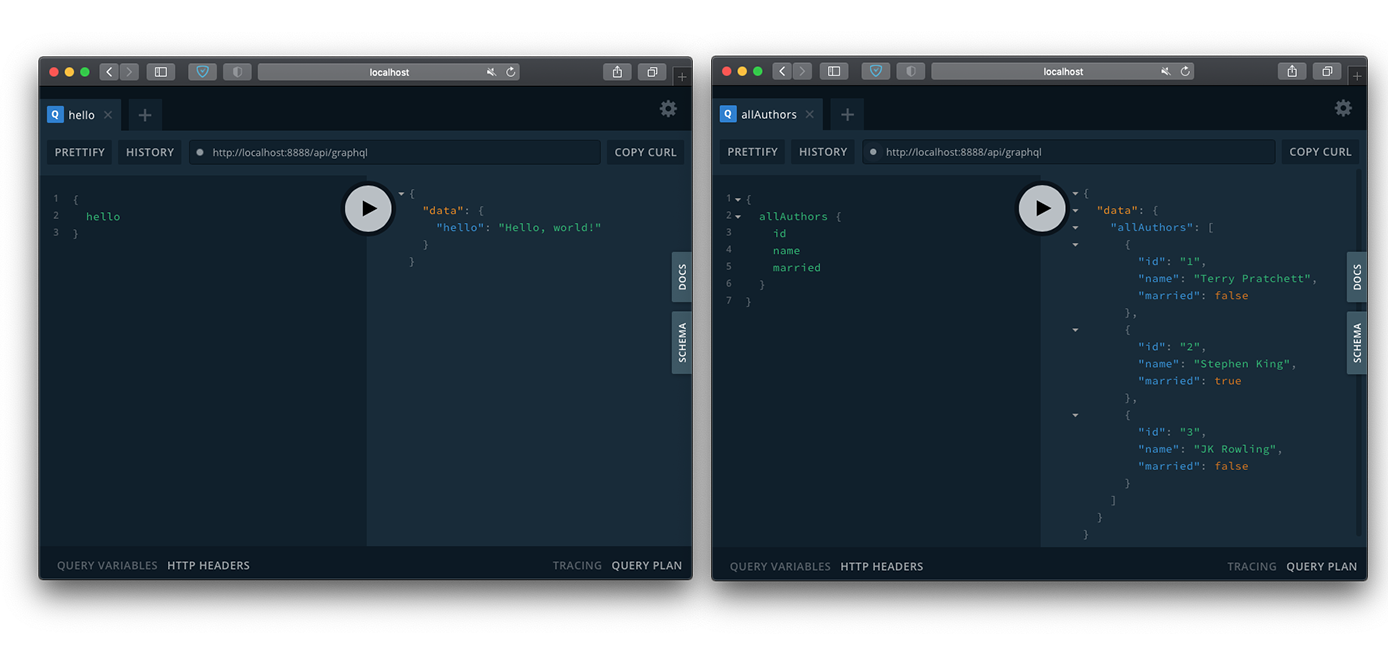 localhost
Q hello
PRETTIFY HISTORY http://localhost:8888/api/graphql COPY CURL
1 {
2 hello
3 }
{
"data": {
"hello": "Hello, world!"
}
}
DOCS
SCHEMA
QUERY VARIABLES HTTP HEADERS TRACING QUERY PLAN
localhost
Q allAuthors
PRETTIFY HISTORY http://localhost:8888/api/graphql COPY CURL
1 {
2 allAuthors {
3 id
4 name
5 married
6 }
7 }
{
"data": {
"allAuthors": [
{
"id": "1",
"name": "Terry Pratchett",
"married": false
},
{
"id": "2",
"name": "Stephen King",
"married": true
},
{
"id": "3",
"name": "JK Rowling",
"married": false
}
]
}
}
DOCS
SCHEMA
QUERY VARIABLES HTTP HEADERS TRACING QUERY PLAN